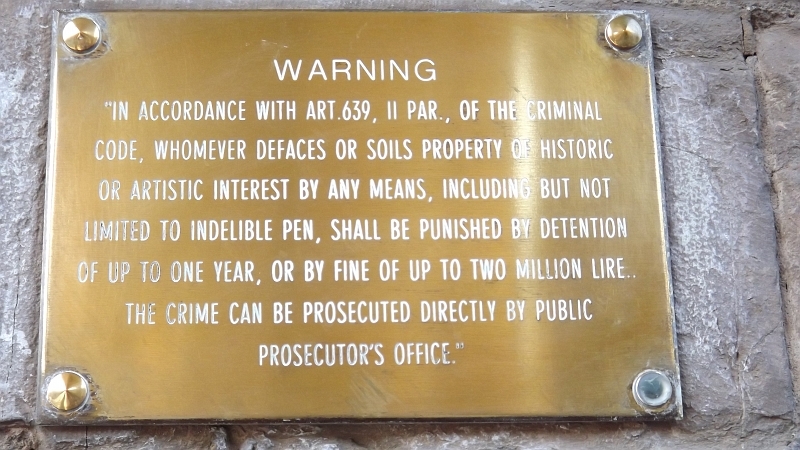 WARNING
"IN ACCORDANCE WITH ART.639, II PAR., OF THE CRIMINAL
CODE, WHOMEVER DEFACES OR SOILS PROPERTY OF HISTORIC
OR ARTISTIC INTEREST BY ANY MEANS, INCLUDING BUT NOT
LIMITED TO INDELIBLE PEN, SHALL BE PUNISHED BY DETENTION
OF UP TO ONE YEAR, OR BY FINE OF UP TO TWO MILLION LIRE..
THE CRIME CAN BE PROSECUTED DIRECTLY BY PUBLIC
PROSECUTOR'S OFFICE."